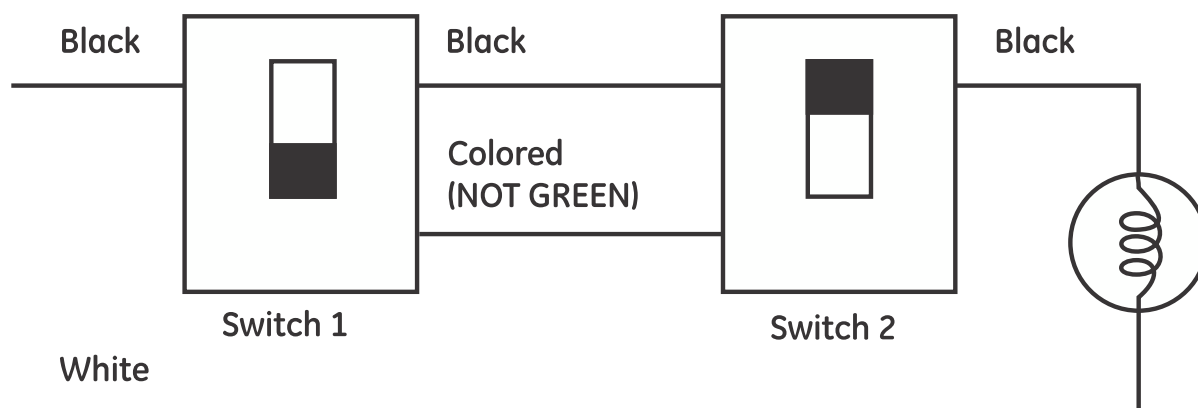 Black
Black
Black
Colored
(NOT GREEN)
Switch 1
Switch 2
White